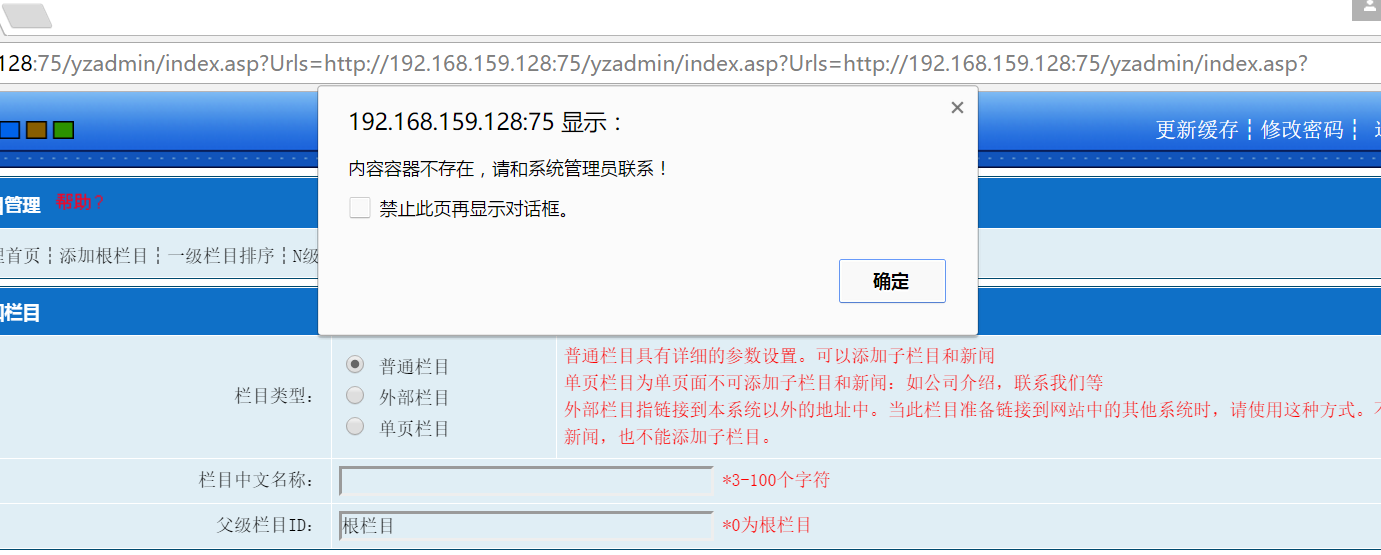 128:75/yzadmin/index.asp?Urls=http://192.168.159.128:75/yzadmin/index.asp?Urls=http://192.168.159.128:75/yzadmin/index.asp?
192.168.159.128:75 显示：
更新缓存┆修改密码┆
内容容器不存在，请和系统管理员联系！
管理 帮助？
禁止此页再显示对话框。
首页┆添加根栏目┆一级栏目排序┆N级
确定
栏目
栏目类型：
普通栏目
外部栏目
单页栏目
普通栏目具有详细的参数设置。可以添加子栏目和新闻
单页栏目为单页面不可添加子栏目和新闻：如公司介绍，联系我们等
外部栏目指链接到本系统以外的地址中。当此栏目准备链接到网站中的其他系统时，请使用这种方式。不
新闻，也不能添加子栏目。
栏目中文名称： *3-100个字符
父级栏目ID： 根栏目 *0为根栏目